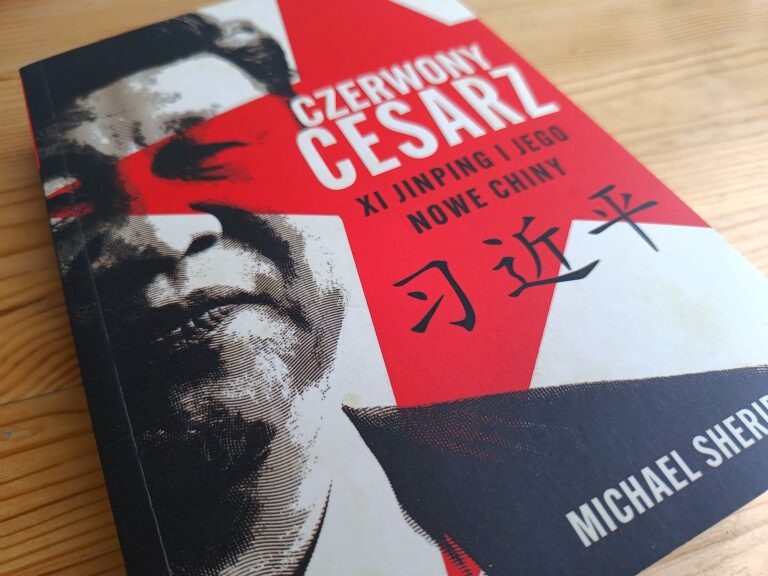 CZERWONY
CESARZ
XI JINPING I JEGO
NOWE CHINY
习近平
MICHAEL